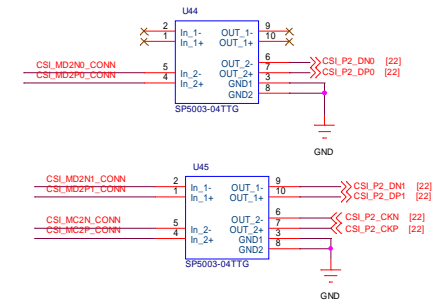 U44
2 In_1- OUT_1- 9
1 In_1+ OUT_1+ 10
CSI_MD2N0_CONN 5 In_2- OUT_2- 6 CSI_P2_DN0 [22]
CSI_MD2P0_CONN 4 In_2+ OUT_2+ 7 CSI_P2_DP0 [22]
GND1 3
GND2 8
SP5003-04TTG
GND
U45
CSI_MD2N1_CONN 2 In_1- OUT_1- 9 CSI_P2_DN1 [22]
CSI_MD2P1_CONN 1 In_1+ OUT_1+ 10 CSI_P2_DP1 [22]
CSI_MC2N_CONN 5 In_2- OUT_2- 6 CSI_P2_CKN [22]
CSI_MC2P_CONN 4 In_2+ OUT_2+ 7 CSI_P2_CKP [22]
GND1 3
GND2 8
SP5003-04TTG
GND